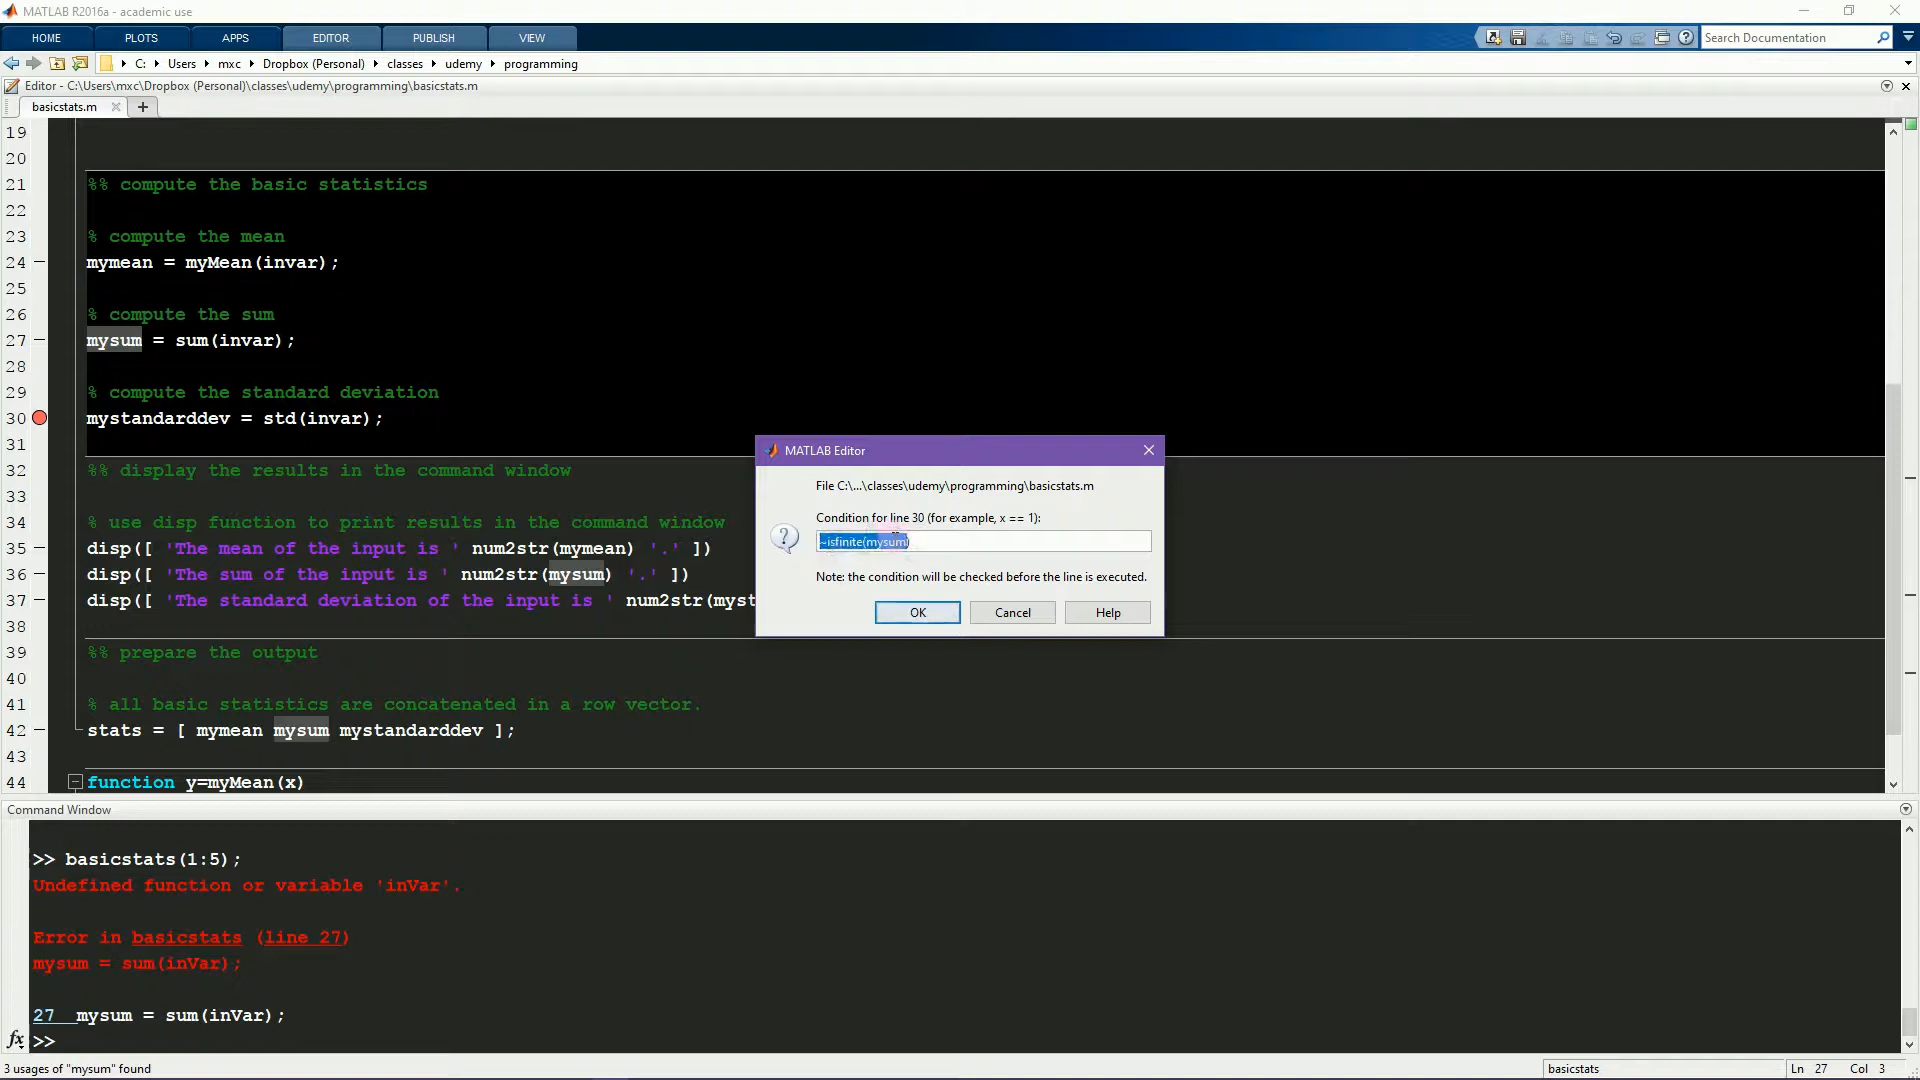 MATLAB R2016a - academic use
HOME PLOTS APPS EDITOR PUBLISH VIEW Search Documentation
C: Users mxc Dropbox (Personal) classes udemy programming
Editor - C:\Users\mxc\Dropbox (Personal)\classes\udemy\programming\basicstats.m
basicstats.m
19
20
21 %% compute the basic statistics
22
23 % compute the mean
24 mymean = myMean(invar);
25
26 % compute the sum
27 mysum = sum(invar);
28
29 % compute the standard deviation
30 mystandarddev = std(invar);
31
32 %% display the results in the command window
33
34 % use disp function to print results in the command window
35 disp([ 'The mean of the input is ' num2str(mymean) '.' ])
36 disp([ 'The sum of the input is ' num2str(mysum) '.' ])
37 disp([ 'The standard deviation of the input is ' num2str(myst
38
39 %% prepare the output
40
41 % all basic statistics are concatenated in a row vector.
42 stats = [ mymean mysum mystandarddev ];
43
44 function y=myMean(x)
MATLAB Editor
File C:\...\classes\udemy\programming\basicstats.m
Condition for line 30 (for example, x == 1):
~isfinite(mysum)
Note: the condition will be checked before the line is executed.
OK Cancel Help
Command Window
>> basicstats(1:5);
Undefined function or variable 'inVar'.
Error in basicstats (line 27)
mysum = sum(inVar);
27 mysum = sum(inVar);
fx >>
3 usages of "mysum" found
basicstats
Ln 27 Col 3